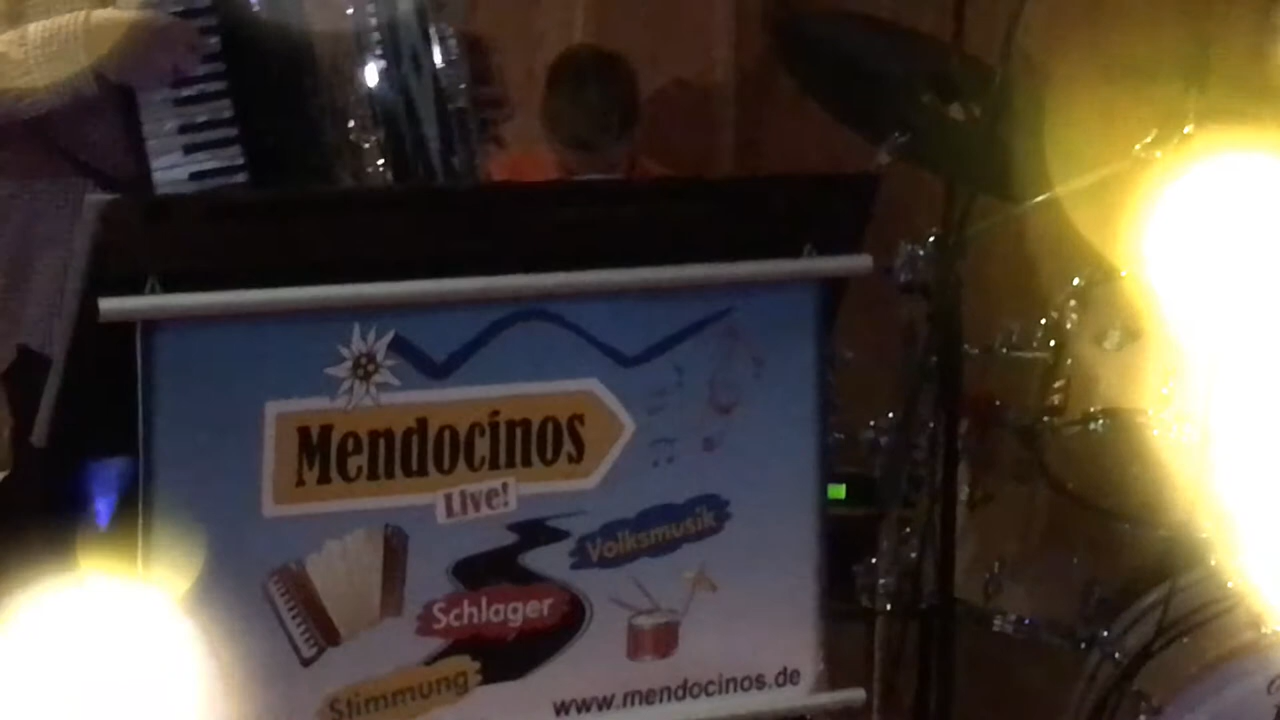 Mendocinos
Live!
Volksmusik
Schlager
Stimmung
www.mendocinos.de